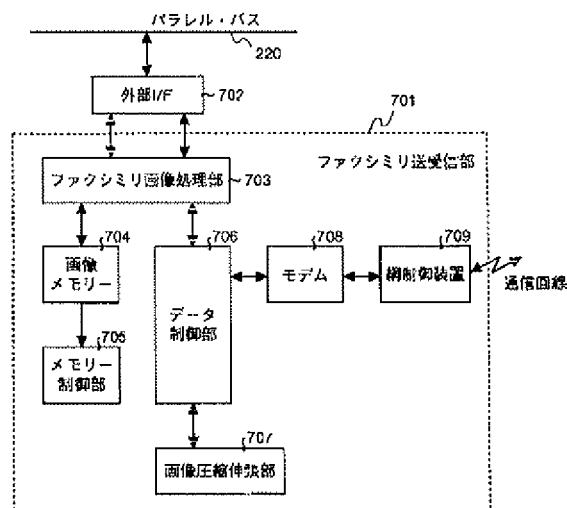 パラレル・バス
220
外部I/F
702
701
ファクシミリ送受信部
ファクシミリ画像処理部
703
704
画像
メモリー
706
データ
制御部
708
モデム
709
網制御装置
通信回線
705
メモリー
制御部
707
画像圧縮伸張部